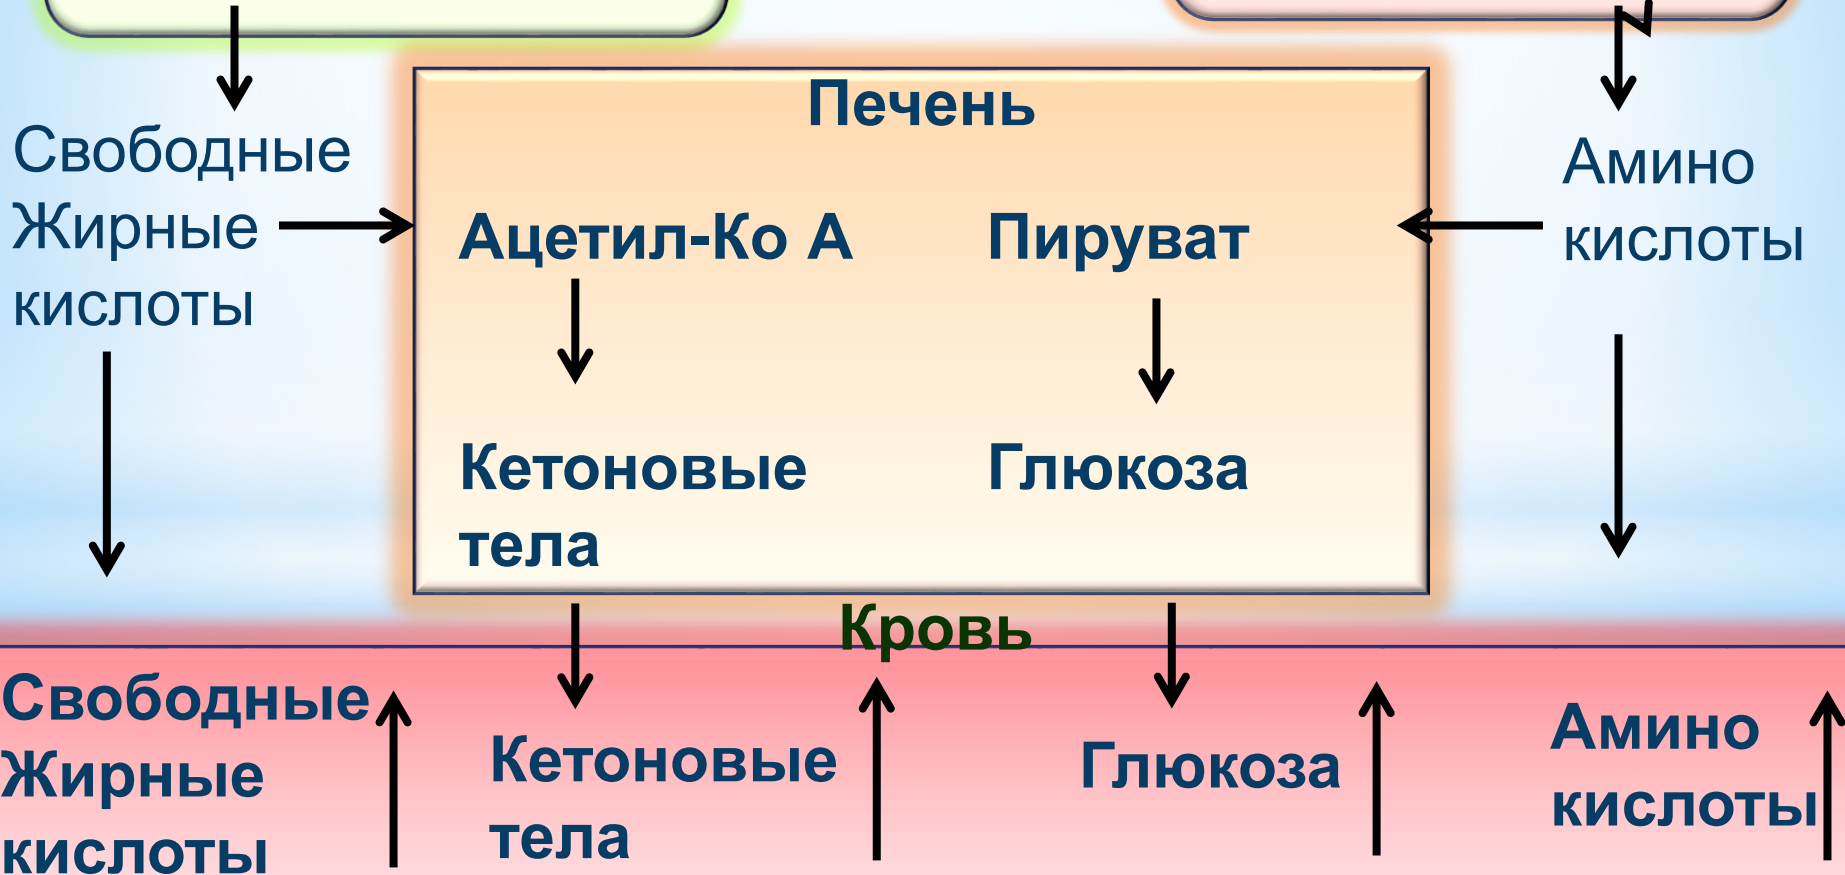 Печень
Свободные
Жирные
кислоты
Ацетил-Ко А
Пируват
Амино
кислоты
Кетоновые
тела
Глюкоза
Кровь
Свободные
Жирные
кислоты
Кетоновые
тела
Глюкоза
Амино
кислоты